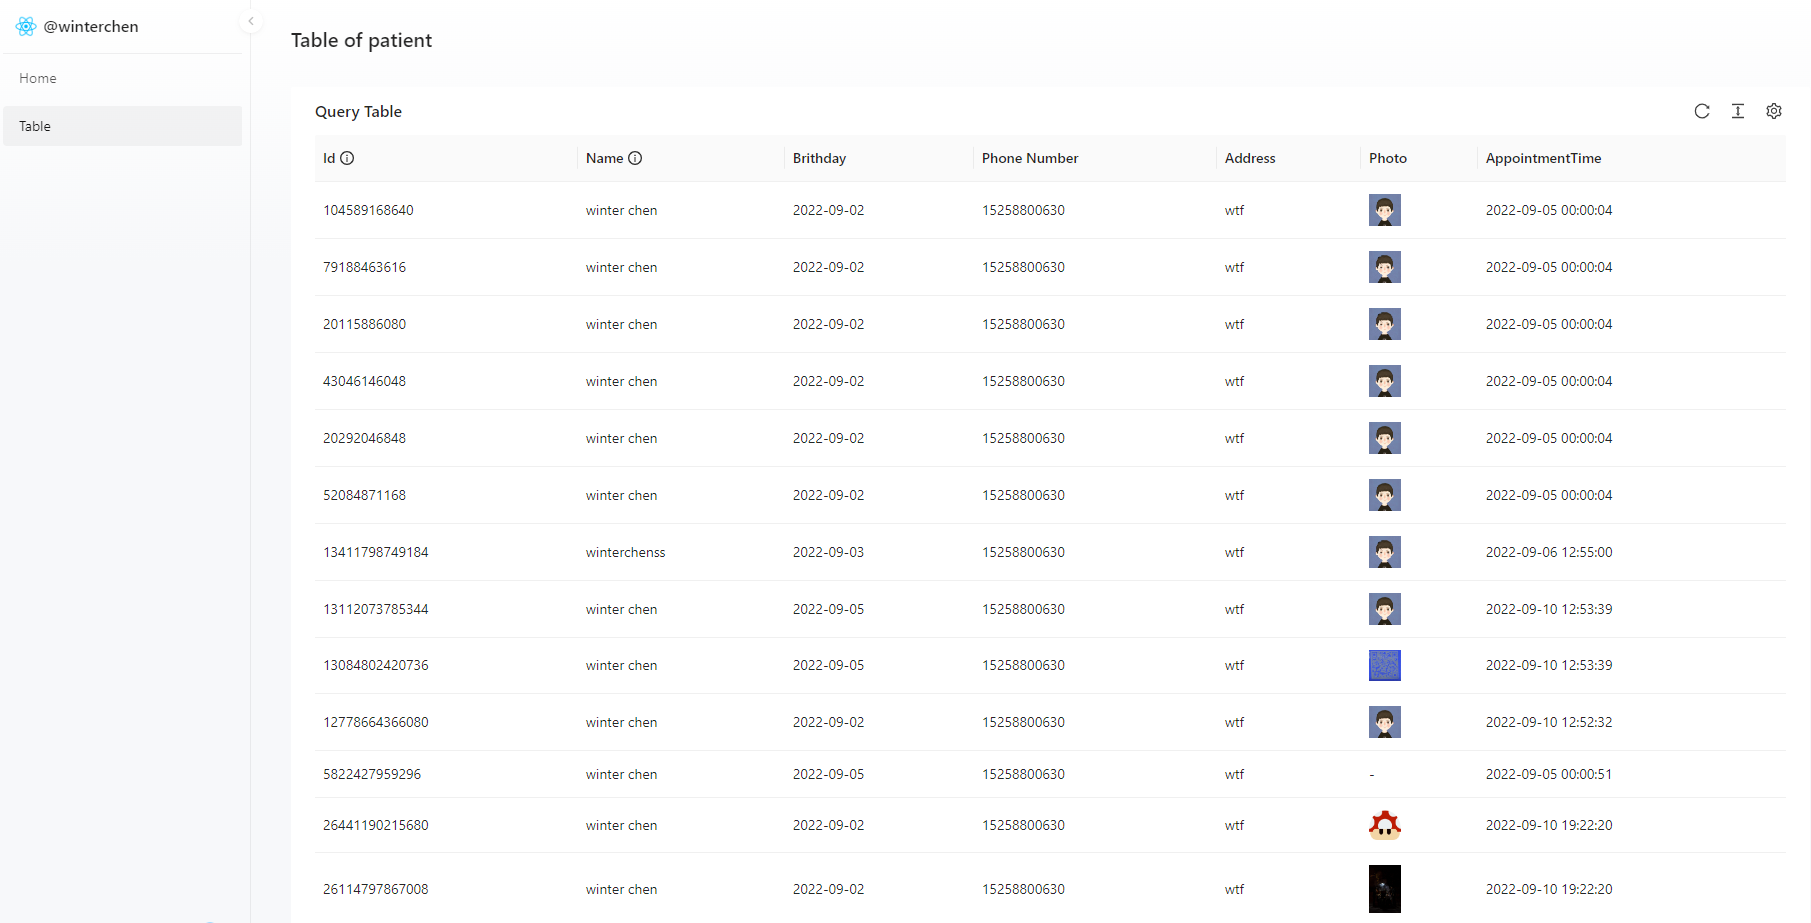 @winterchen
Home
Table
Table of patient
Query Table
Id Name Brithday Phone Number Address Photo AppointmentTime
104589168640 winter chen 2022-09-02 15258800630 wtf 2022-09-05 00:00:04
79188463616 winter chen 2022-09-02 15258800630 wtf 2022-09-05 00:00:04
20115886080 winter chen 2022-09-02 15258800630 wtf 2022-09-05 00:00:04
43046146048 winter chen 2022-09-02 15258800630 wtf 2022-09-05 00:00:04
20292046848 winter chen 2022-09-02 15258800630 wtf 2022-09-05 00:00:04
52084871168 winter chen 2022-09-02 15258800630 wtf 2022-09-05 00:00:04
13411798749184 winterchenss 2022-09-03 15258800630 wtf 2022-09-06 12:55:00
13112073785344 winter chen 2022-09-05 15258800630 wtf 2022-09-10 12:53:39
13084802420736 winter chen 2022-09-05 15258800630 wtf 2022-09-10 12:53:39
12778664366080 winter chen 2022-09-02 15258800630 wtf 2022-09-10 12:52:32
5822427959296 winter chen 2022-09-05 15258800630 wtf - 2022-09-05 00:00:51
26441190215680 winter chen 2022-09-02 15258800630 wtf 2022-09-10 19:22:20
26114797867008 winter chen 2022-09-02 15258800630 wtf 2022-09-10 19:22:20